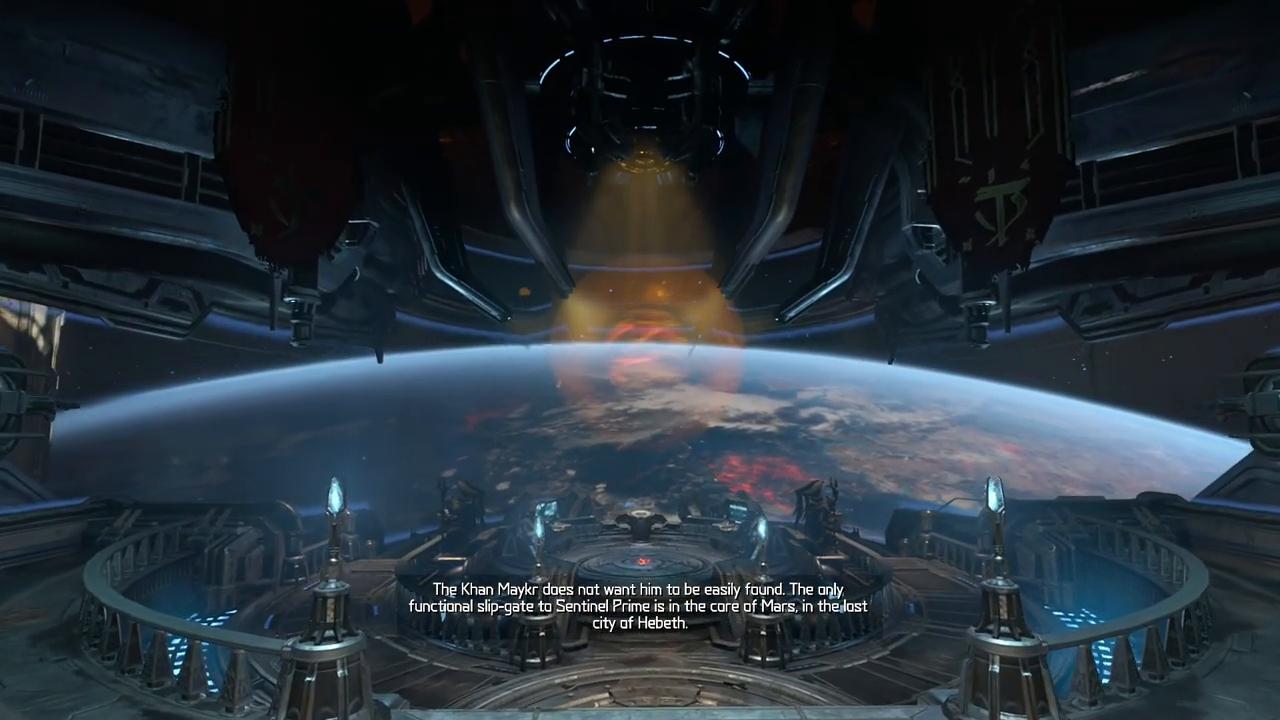 The Khan Maykr does not want him to be easily found. The only
functional slip-gate to Sentinel Prime is in the core of Mars, in the lost
city of Hebeth.